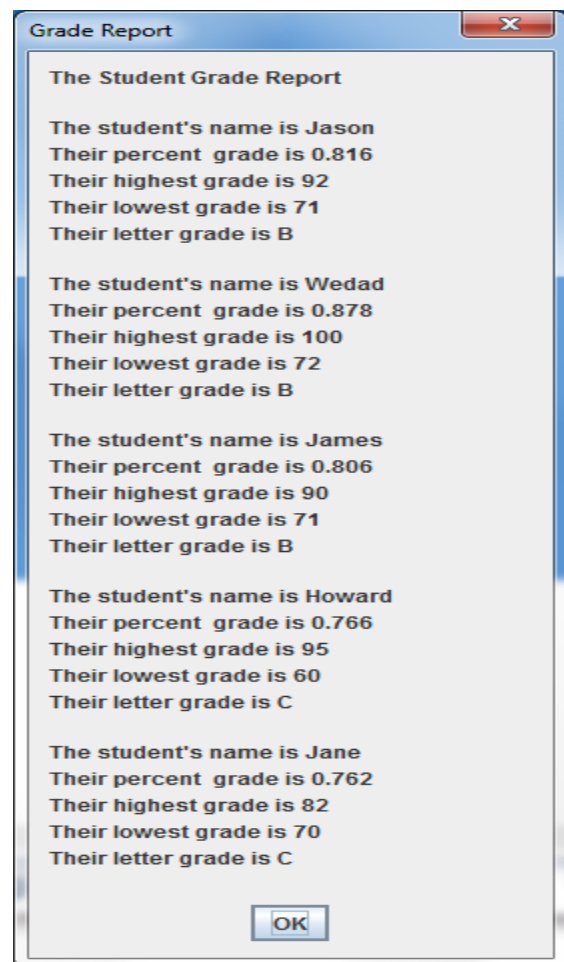 Grade Report
The Student Grade Report
The student's name is Jason
Their percent  grade is 0.816
Their highest grade is 92
Their lowest grade is 71
Their letter grade is B
The student's name is Wedad
Their percent  grade is 0.878
Their highest grade is 100
Their lowest grade is 72
Their letter grade is B
The student's name is James
Their percent  grade is 0.806
Their highest grade is 90
Their lowest grade is 71
Their letter grade is B
The student's name is Howard
Their percent  grade is 0.766
Their highest grade is 95
Their lowest grade is 60
Their letter grade is C
The student's name is Jane
Their percent  grade is 0.762
Their highest grade is 82
Their lowest grade is 70
Their letter grade is C
OK